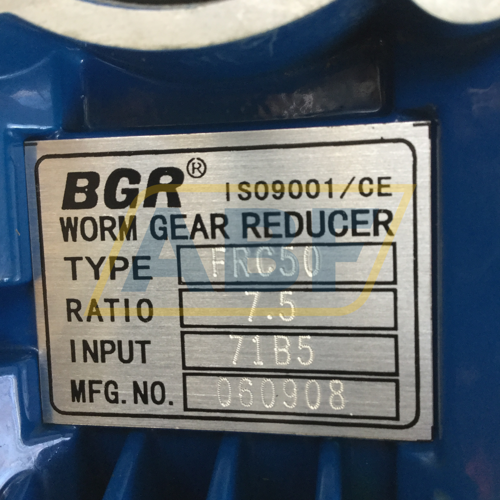 BGR® ISO9001/CE
WORM GEAR REDUCER
TYPE FRC50
RATIO 7.5
INPUT 71B5
MFG.NO. 060908